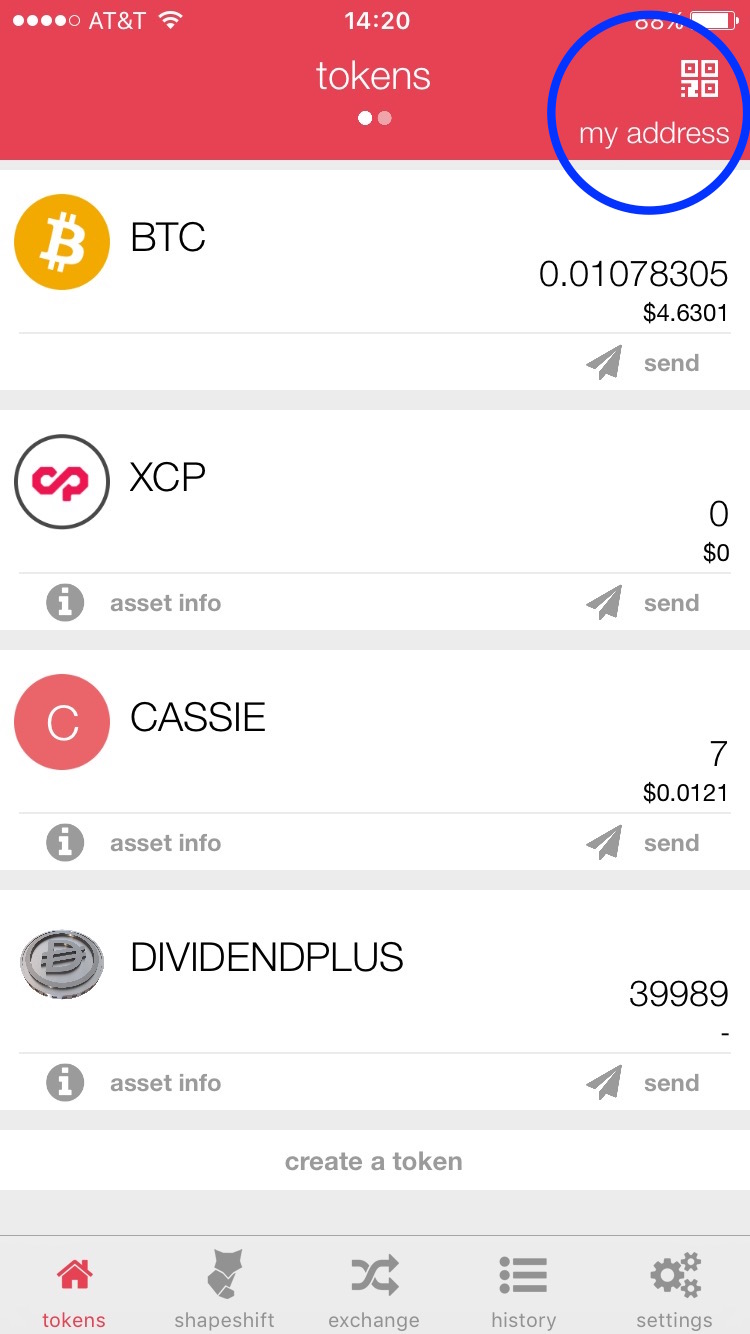 AT&T 14:20 88%
tokens
my address
BTC
0.01078305
$4.6301
send
XCP
0
$0
asset info send
C CASSIE
7
$0.0121
asset info send
DIVIDENDPLUS
39989
-
asset info send
create a token
tokens shapeshift exchange history settings